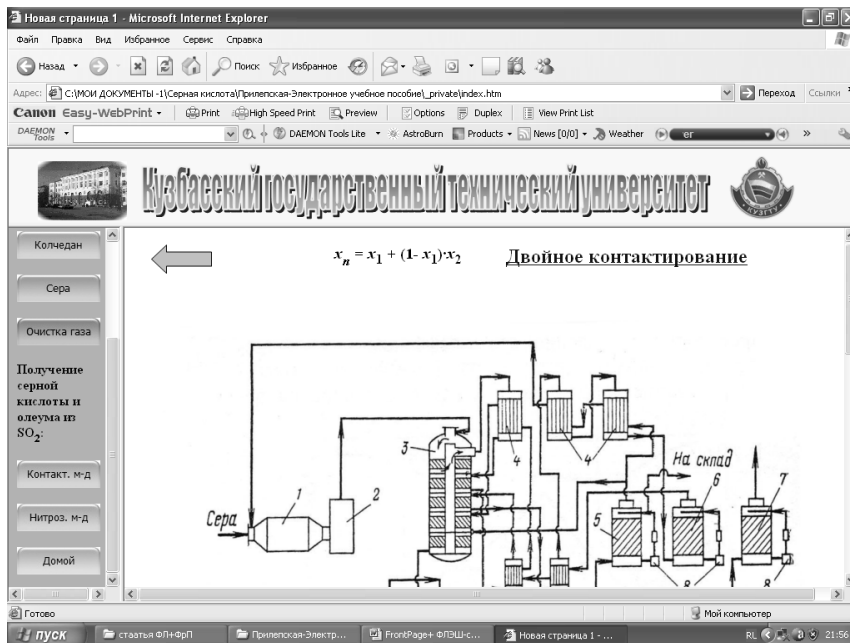 Новая страница 1 - Microsoft Internet Explorer
Файл Правка Вид Избранное Сервис Справка
Назад Поиск Избранное
Адрес: C:\МОИ ДОКУМЕНТЫ -1\Серная кислота\Прилепская-Электронное учебное пособие\_private\index.htm Переход Ссылки
Canon Easy-WebPrint Print High Speed Print Preview Options Duplex View Print List
DAEMON Tools DAEMON Tools Lite AstroBurn Products News [0/0] Weather er »
Кузбасский государственный технический университет
КУЗГТУ
Колчедан
Сера
Очистка газа
Получение
серной
кислоты и
олеума из
SO2:
Контакт. м-д
Нитроз. м-д
Домой
xn = x1 + (1- x1)·x2 Двойное контактирование
Сера 1 2 3 4 4 На склад 5 6 7 8 8
Готово Мой компьютер
пуск стаатья ФЛ+ФрП Прилепская-Электр... FrontPage+ ФЛЭШ-с... Новая страница 1 - ... RL 21:56